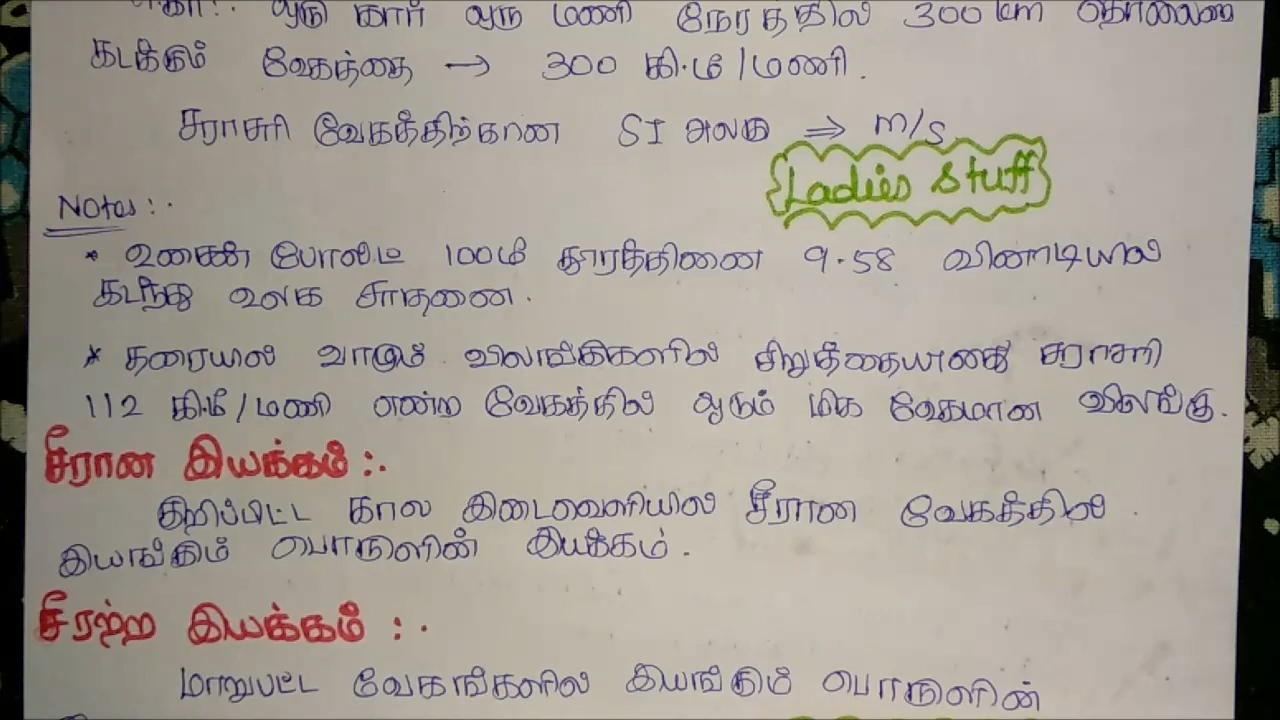 எகா:. ஒரு கார் ஒரு மணி நேரத்தில் 300 km தொலைவை
கடக்கும் வேகத்தை → 300 கி.மீ/மணி.
சராசரி வேகத்திற்கான SI அலகு ⇒ m/s
Ladies Stuff
Notes:.
* உசைன் போல்ட் 100மீ தூரத்தினை 9.58 வினாடியில்
கடந்து உலக சாதனை.
* தரையில் வாழும் விலங்கிகளில் சிறுத்தையானது சராசரி
112 கி.மீ/மணி என்ற வேகத்தில் ஓடும் மிக வேகமான விலங்கு.
சீரான இயக்கம்:.
குறிப்பிட்ட கால இடைவெளியில் சீரான வேகத்தில்
இயங்கும் பொருளின் இயக்கம்.
சீரற்ற இயக்கம்:.
மாறுபட்ட வேகங்களில் இயங்கும் பொருளின்